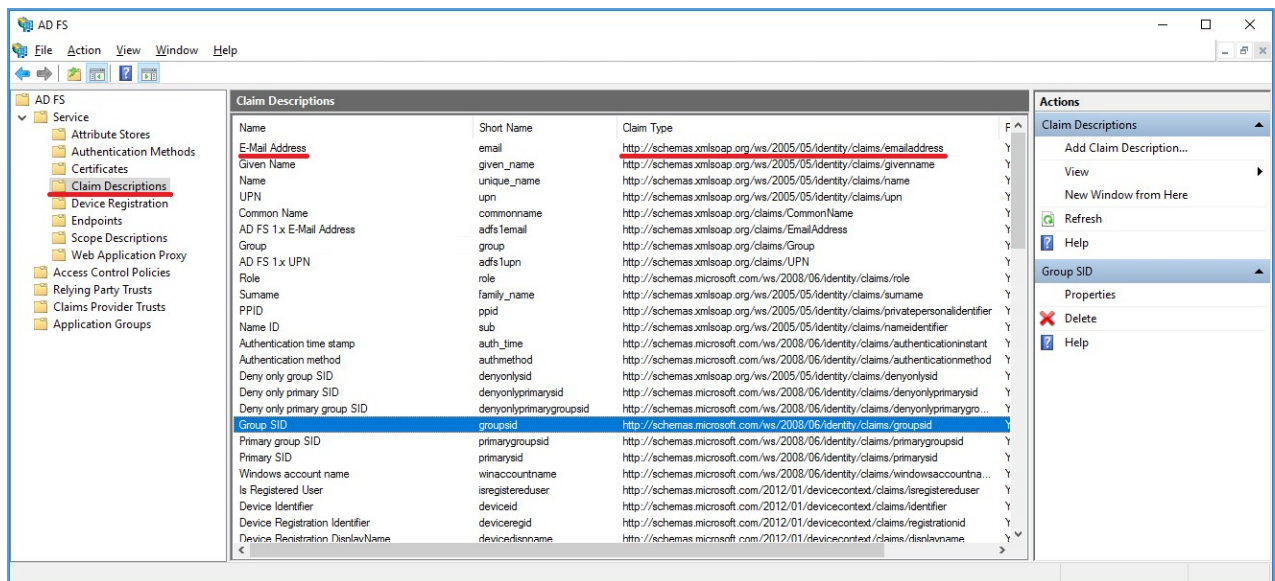 AD FS
File Action View Window Help
AD FS
Service
Attribute Stores
Authentication Methods
Certificates
Claim Descriptions
Device Registration
Endpoints
Scope Descriptions
Web Application Proxy
Access Control Policies
Relying Party Trusts
Claims Provider Trusts
Application Groups
Claim Descriptions
Name Short Name Claim Type
E-Mail Address email http://schemas.xmlsoap.org/ws/2005/05/identity/claims/emailaddress Y
Given Name given_name http://schemas.xmlsoap.org/ws/2005/05/identity/claims/givenname Y
Name unique_name http://schemas.xmlsoap.org/ws/2005/05/identity/claims/name Y
UPN upn http://schemas.xmlsoap.org/ws/2005/05/identity/claims/upn Y
Common Name commonname http://schemas.xmlsoap.org/claims/CommonName Y
AD FS 1.x E-Mail Address adfs1email http://schemas.xmlsoap.org/claims/EmailAddress Y
Group group http://schemas.xmlsoap.org/claims/Group Y
AD FS 1.x UPN adfs1upn http://schemas.xmlsoap.org/claims/UPN Y
Role role http://schemas.microsoft.com/ws/2008/06/identity/claims/role Y
Surname family_name http://schemas.xmlsoap.org/ws/2005/05/identity/claims/surname Y
PPID ppid http://schemas.xmlsoap.org/ws/2005/05/identity/claims/privatepersonalidentifier Y
Name ID sub http://schemas.xmlsoap.org/ws/2005/05/identity/claims/nameidentifier Y
Authentication time stamp auth_time http://schemas.microsoft.com/ws/2008/06/identity/claims/authenticationinstant Y
Authentication method authmethod http://schemas.microsoft.com/ws/2008/06/identity/claims/authenticationmethod Y
Deny only group SID denyonlysid http://schemas.xmlsoap.org/ws/2005/05/identity/claims/denyonlysid Y
Deny only primary SID denyonlyprimarysid http://schemas.microsoft.com/ws/2008/06/identity/claims/denyonlyprimarysid Y
Deny only primary group SID denyonlyprimarygroupsid http://schemas.microsoft.com/ws/2008/06/identity/claims/denyonlyprimarygro... Y
Group SID groupsid http://schemas.microsoft.com/ws/2008/06/identity/claims/groupsid Y
Primary group SID primarygroupsid http://schemas.microsoft.com/ws/2008/06/identity/claims/primarygroupsid Y
Primary SID primarysid http://schemas.microsoft.com/ws/2008/06/identity/claims/primarysid Y
Windows account name winaccountname http://schemas.microsoft.com/ws/2008/06/identity/claims/windowsaccountna... Y
Is Registered User isregistereduser http://schemas.microsoft.com/2012/01/devicecontext/claims/isregistereduser Y
Device Identifier deviceid http://schemas.microsoft.com/2012/01/devicecontext/claims/identifier Y
Device Registration Identifier deviceregid http://schemas.microsoft.com/2012/01/devicecontext/claims/registrationid Y
Device Registration DisplayName devicedispname http://schemas.microsoft.com/2012/01/devicecontext/claims/displayname Y
Actions
Claim Descriptions
Add Claim Description...
View
New Window from Here
Refresh
Help
Group SID
Properties
Delete
Help